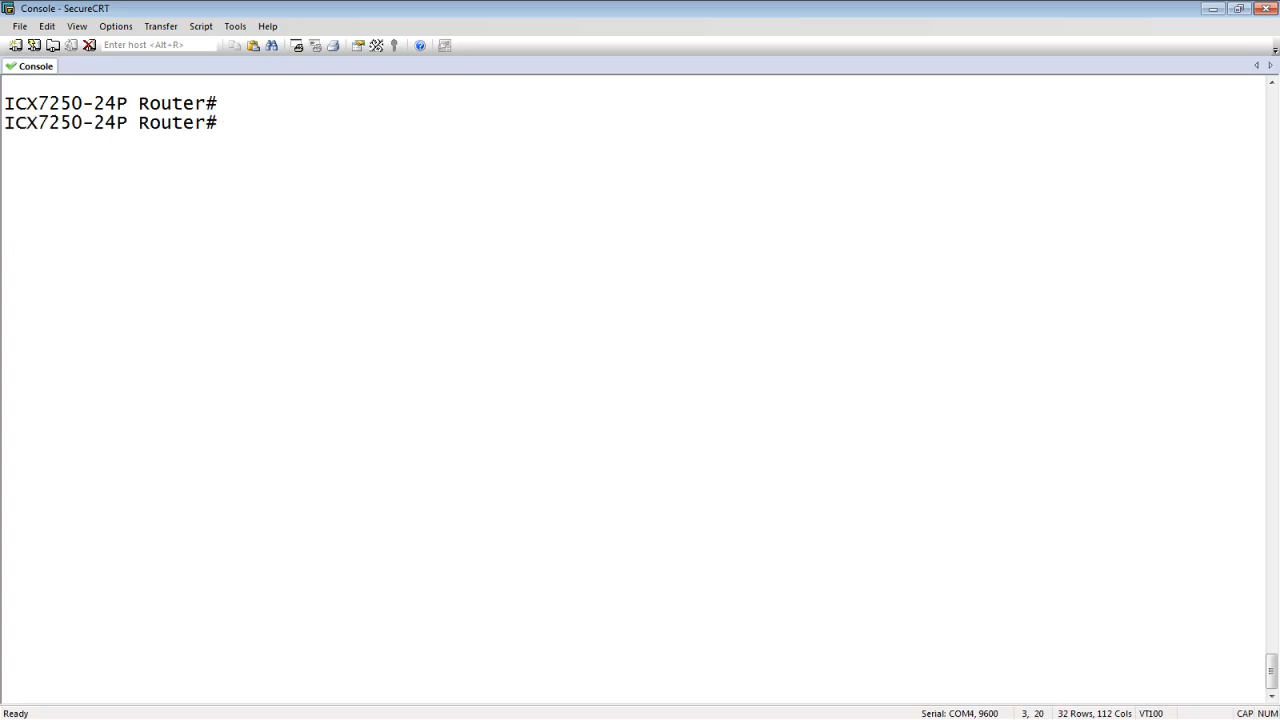 Console - SecureCRT
File Edit View Options Transfer Script Tools Help
Enter host <Alt+R>
Console
ICX7250-24P Router#
ICX7250-24P Router#
Ready Serial: COM4, 9600 3, 20 32 Rows, 112 Cols VT100 CAP NUM